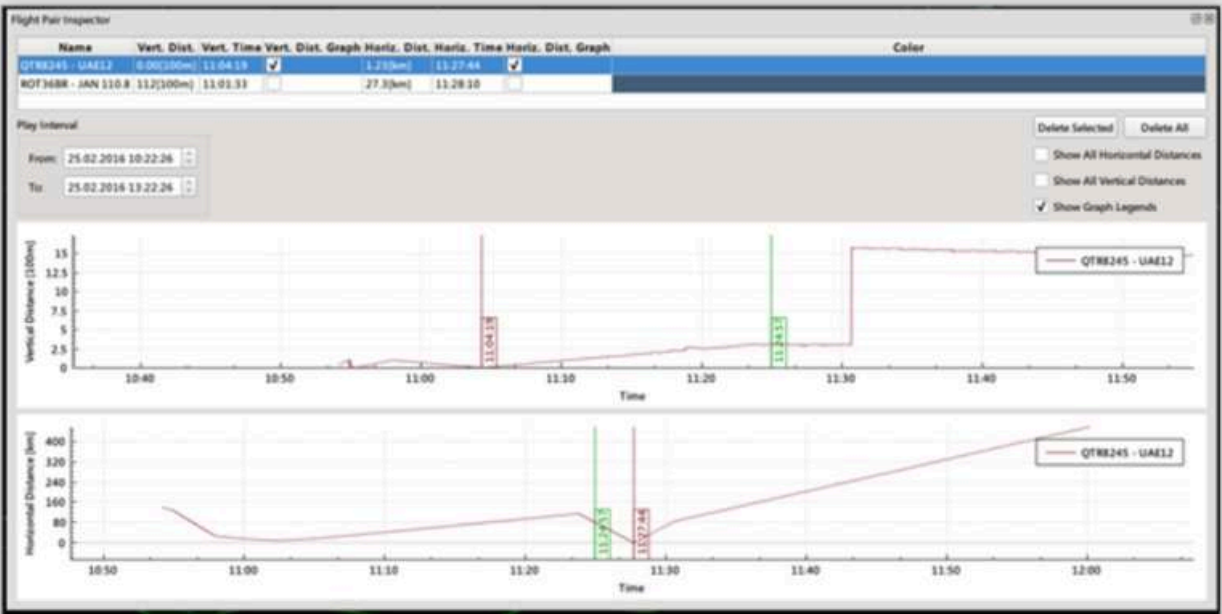 Flight Pair Inspector
Name Vert. Dist. Vert. Time Vert. Dist. Graph Horiz. Dist. Horiz. Time Horiz. Dist. Graph Color
QTR8245 - UAE12 0.00[100m] 11:04:19 1.23[km] 11:27:44
ROT36BR - JAN 110.8 112[100m] 11:01:33 27.3[km] 11:28:10
Play Interval
Delete Selected Delete All
From: 25.02.2016 10:22:26
Show All Horizontal Distances
To: 25.02.2016 13:22:26
Show All Vertical Distances
Show Graph Legends
Vertical Distance [100m]
15
12.5
10
7.5
5
2.5
0
QTR8245 - UAE12
11:04:19
11:24:57
10:40 10:50 11:00 11:10 11:20 11:30 11:40 11:50
Time
Horizontal Distance [km]
400
320
240
160
80
0
QTR8245 - UAE12
11:24:57
11:27:44
10:50 11:00 11:10 11:20 11:30 11:40 11:50 12:00
Time